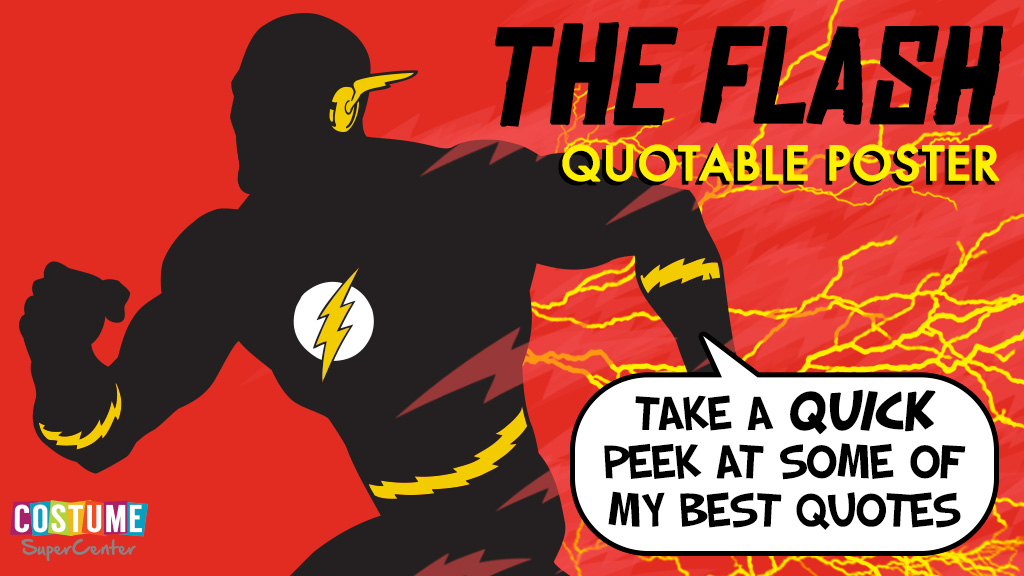 THE FLASH
QUOTABLE POSTER
TAKE A QUICK
PEEK AT SOME OF
MY BEST QUOTES
COSTUME
SuperCenter